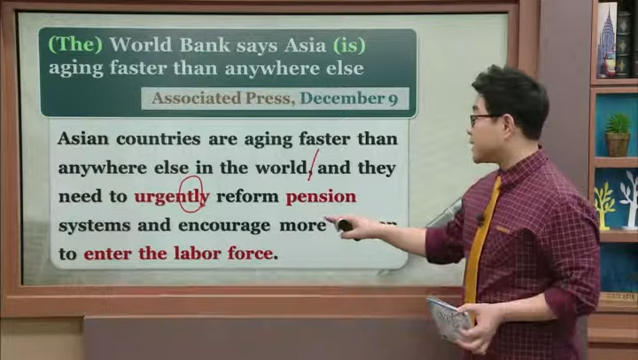 (The) World Bank says Asia (is)
aging faster than anywhere else
Associated Press, December 9
Asian countries are aging faster than
anywhere else in the world, and they
need to urgently reform pension
systems and encourage more
to enter the labor force.